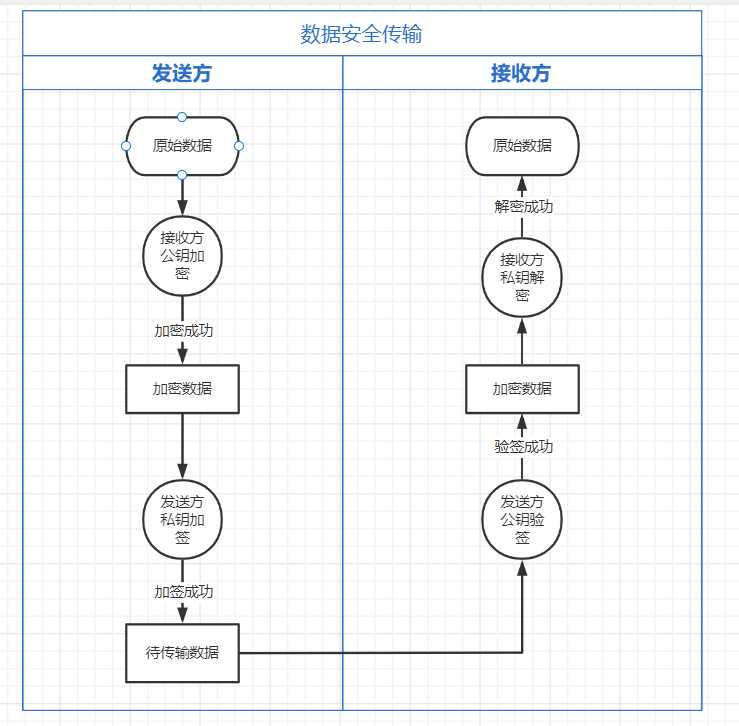 数据安全传输
发送方
接收方
原始数据
接收方
公钥加
密
加密成功
加密数据
发送方
私钥加
签
加签成功
待传输数据
原始数据
解密成功
接收方
私钥解
密
加密数据
验签成功
发送方
公钥验
签